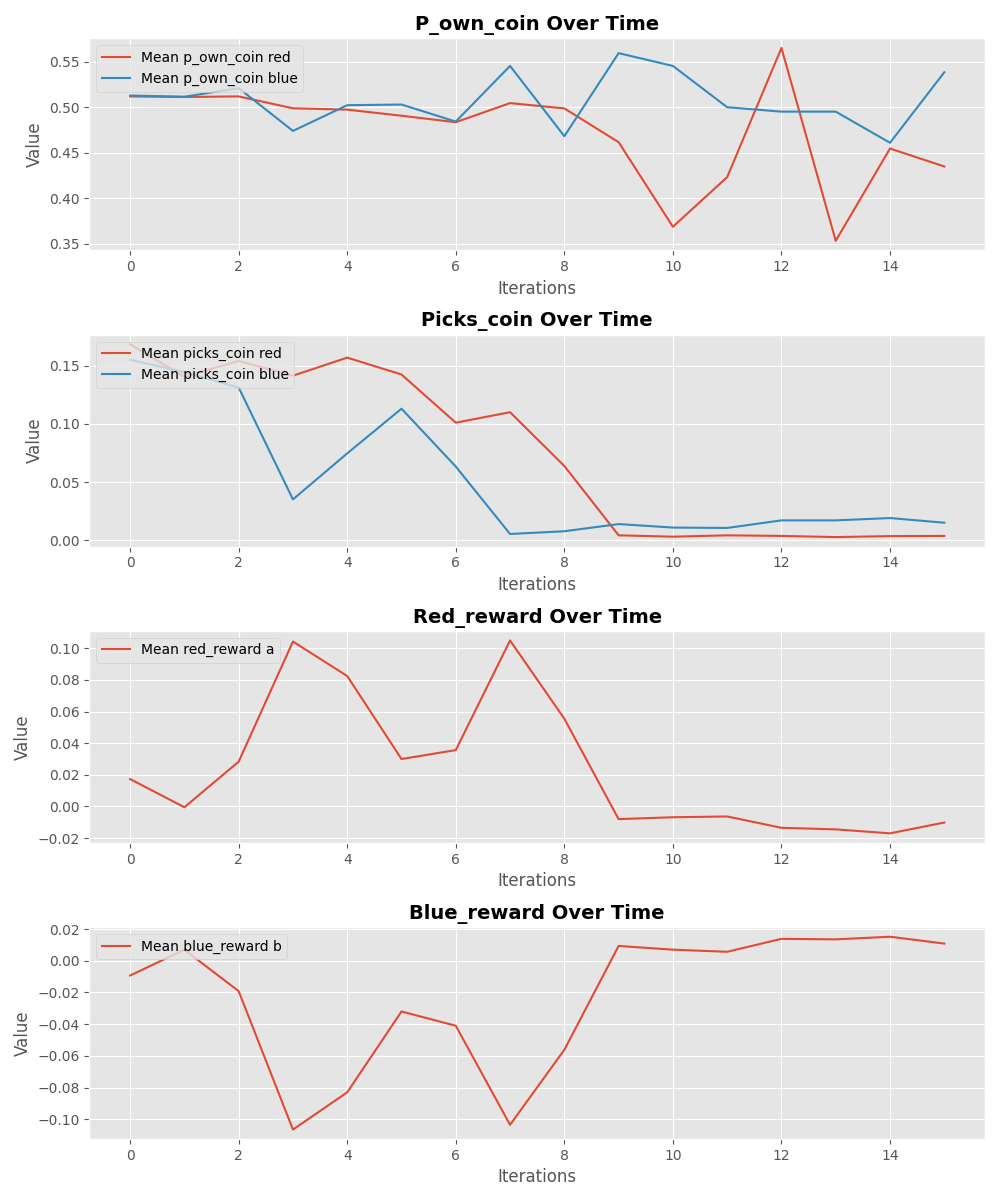 P_own_coin Over Time
Mean p_own_coin red
Mean p_own_coin blue
Value
0.55
0.50
0.45
0.40
0.35
0 2 4 6 8 10 12 14
Iterations
Picks_coin Over Time
Mean picks_coin red
Mean picks_coin blue
Value
0.15
0.10
0.05
0.00
0 2 4 6 8 10 12 14
Iterations
Red_reward Over Time
Mean red_reward a
Value
0.10
0.08
0.06
0.04
0.02
0.00
−0.02
0 2 4 6 8 10 12 14
Iterations
Blue_reward Over Time
Mean blue_reward b
Value
0.02
0.00
−0.02
−0.04
−0.06
−0.08
−0.10
0 2 4 6 8 10 12 14
Iterations